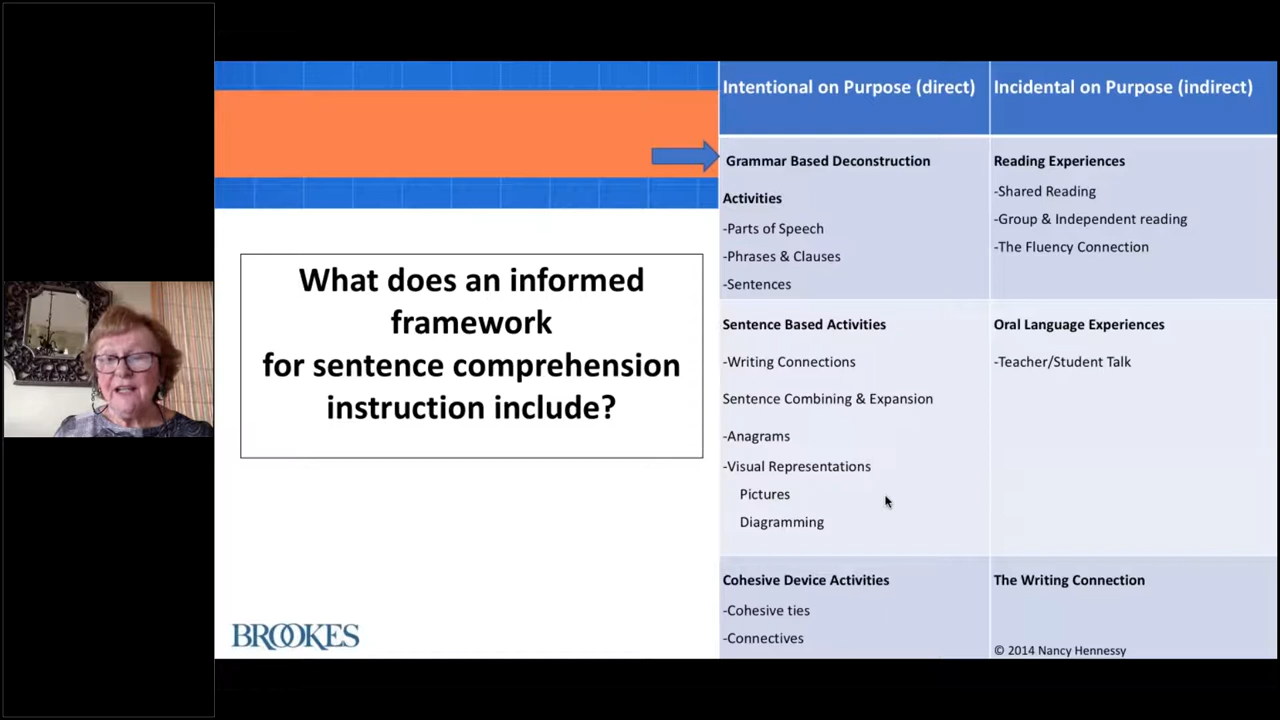 What does an informed
framework
for sentence comprehension
instruction include?
BROOKES
Intentional on Purpose (direct)
Incidental on Purpose (indirect)
Grammar Based Deconstruction
Activities
-Parts of Speech
-Phrases & Clauses
-Sentences
Reading Experiences
-Shared Reading
-Group & Independent reading
-The Fluency Connection
Sentence Based Activities
-Writing Connections
Sentence Combining & Expansion
-Anagrams
-Visual Representations
Pictures
Diagramming
Oral Language Experiences
-Teacher/Student Talk
Cohesive Device Activities
-Cohesive ties
-Connectives
The Writing Connection
© 2014 Nancy Hennessy